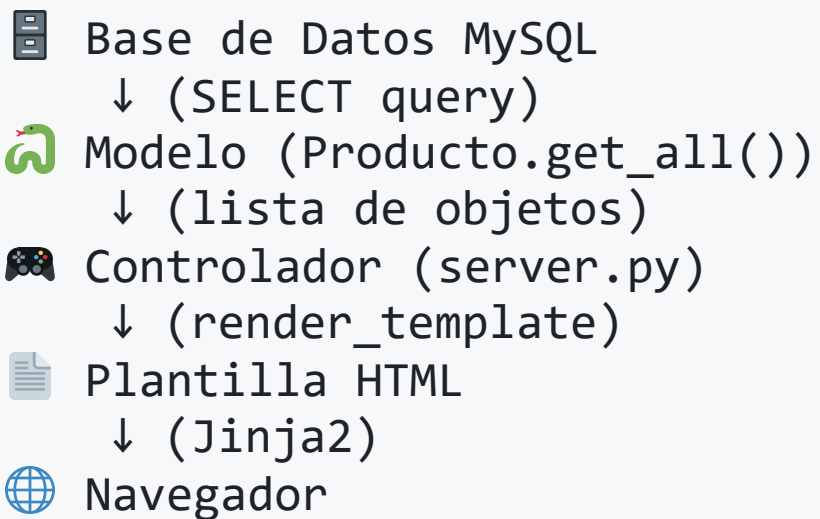 Base de Datos MySQL
↓ (SELECT query)
Modelo (Producto.get_all())
↓ (lista de objetos)
Controlador (server.py)
↓ (render_template)
Plantilla HTML
↓ (Jinja2)
Navegador